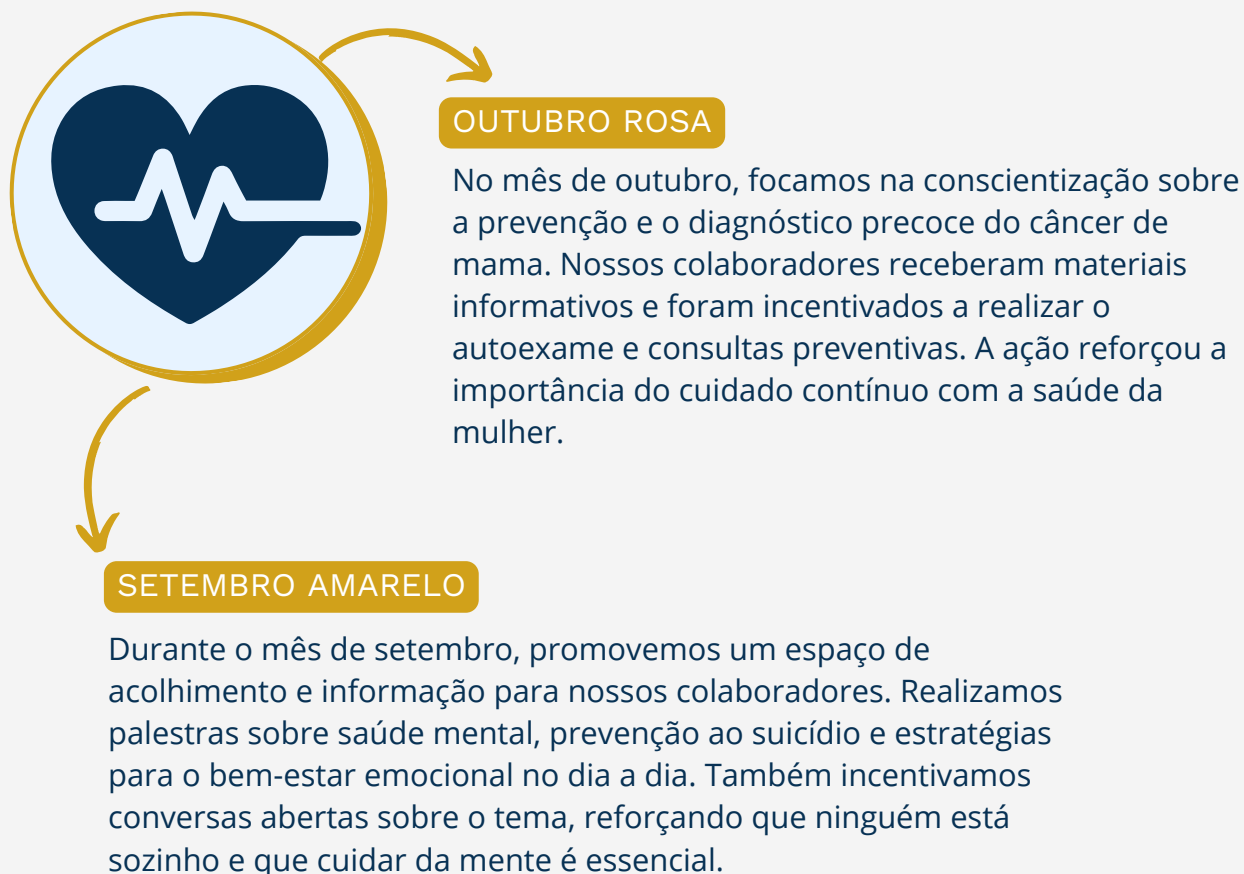 OUTUBRO ROSA
No mês de outubro, focamos na conscientização sobre
a prevenção e o diagnóstico precoce do câncer de
mama. Nossos colaboradores receberam materiais
informativos e foram incentivados a realizar o
autoexame e consultas preventivas. A ação reforçou a
importância do cuidado contínuo com a saúde da
mulher.
SETEMBRO AMARELO
Durante o mês de setembro, promovemos um espaço de
acolhimento e informação para nossos colaboradores. Realizamos
palestras sobre saúde mental, prevenção ao suicídio e estratégias
para o bem-estar emocional no dia a dia. Também incentivamos
conversas abertas sobre o tema, reforçando que ninguém está
sozinho e que cuidar da mente é essencial.